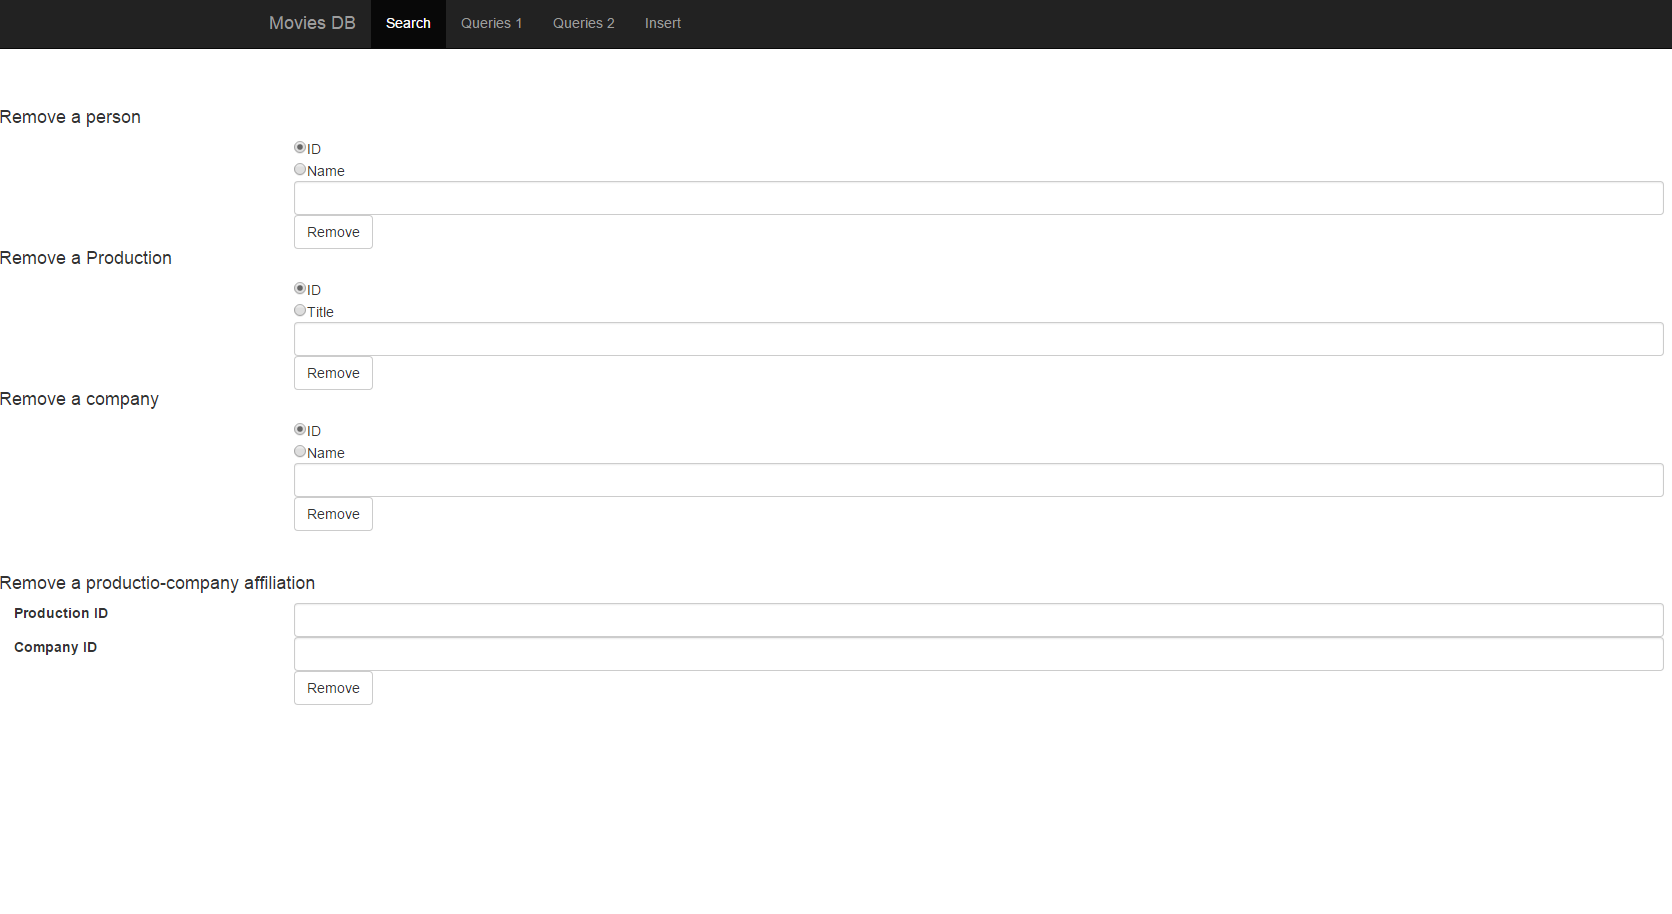 Movies DB Search Queries 1 Queries 2 Insert
Remove a person
ID
Name
Remove
Remove a Production
ID
Title
Remove
Remove a company
ID
Name
Remove
Remove a productio-company affiliation
Production ID
Company ID
Remove